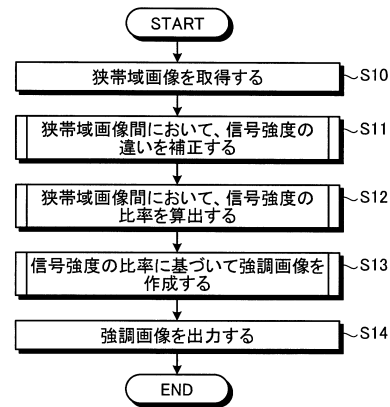 START
狭帯域画像を取得する
S10
狭帯域画像間において、信号強度の
違いを補正する
S11
狭帯域画像間において、信号強度の
比率を算出する
S12
信号強度の比率に基づいて強調画像を
作成する
S13
強調画像を出力する
S14
END